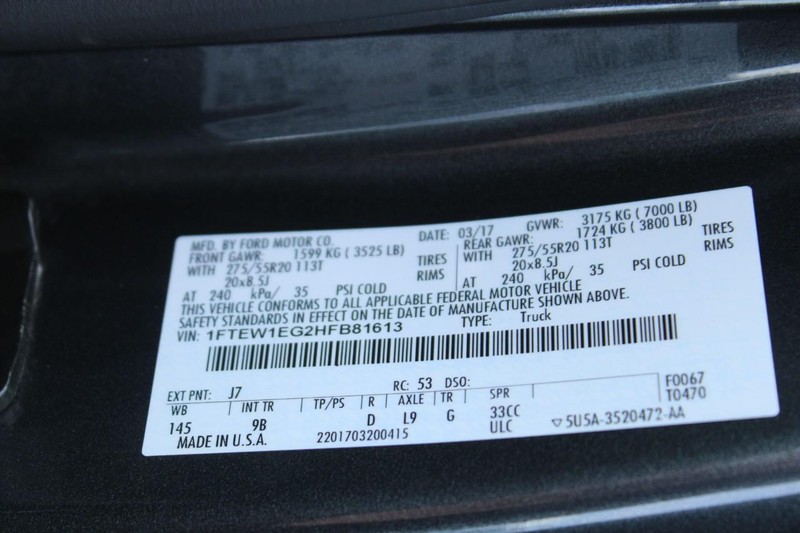 MFD. BY FORD MOTOR CO. DATE: 03/17 GVWR: 3175 KG ( 7000 LB)
FRONT GAWR: 1599 KG ( 3525 LB) REAR GAWR: 1724 KG ( 3800 LB)
WITH 275/55R20 113T TIRES WITH 275/55R20 113T TIRES
20x8.5J RIMS 20x8.5J RIMS
AT 240 kPa/ 35 PSI COLD AT 240 kPa/ 35 PSI COLD
THIS VEHICLE CONFORMS TO ALL APPLICABLE FEDERAL MOTOR VEHICLE
SAFETY STANDARDS IN EFFECT ON THE DATE OF MANUFACTURE SHOWN ABOVE.
VIN: 1FTEW1EG2HFB81613 TYPE: Truck
EXT PNT: J7 RC: 53 DSO: F0067
WB INT TR TP/PS R AXLE TR SPR T0470
145 9B D L9 G 33CC ▽5U5A-3520472-AA
MADE IN U.S.A. 2201703200415 ULC